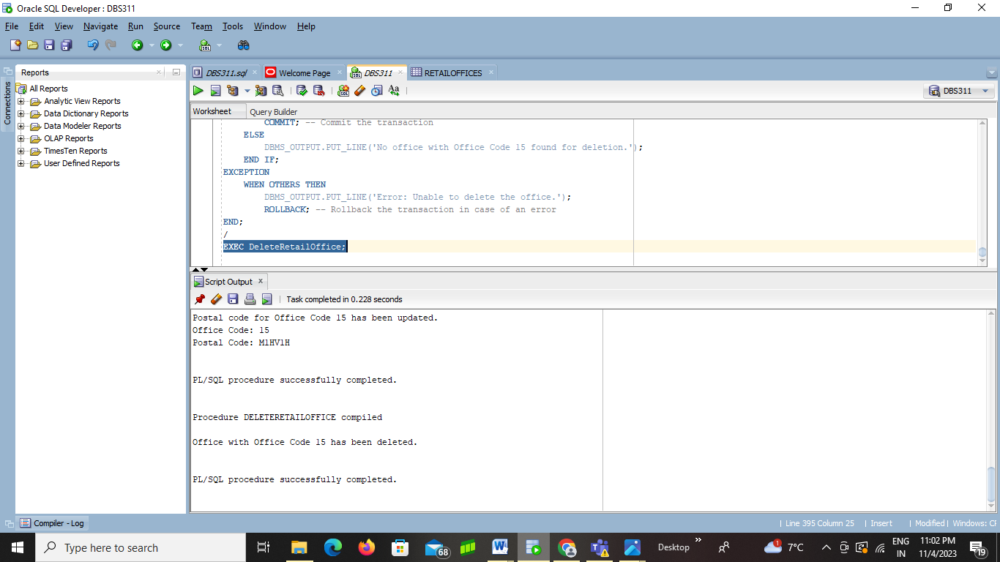 Oracle SQL Developer : DBS311
File Edit View Navigate Run Source Team Tools Window Help
Connections
Reports
All Reports
Analytic View Reports
Data Dictionary Reports
Data Modeler Reports
OLAP Reports
TimesTen Reports
User Defined Reports
DBS311.sql Welcome Page DBS311 RETAILOFFICES
DBS311
Worksheet Query Builder
COMMIT; -- Commit the transaction
ELSE
DBMS_OUTPUT.PUT_LINE('No office with Office Code 15 found for deletion.');
END IF;
EXCEPTION
WHEN OTHERS THEN
DBMS_OUTPUT.PUT_LINE('Error: Unable to delete the office.');
ROLLBACK; -- Rollback the transaction in case of an error
END;
/
EXEC DeleteRetailOffice;
Script Output
Task completed in 0.228 seconds
Postal code for Office Code 15 has been updated.
Office Code: 15
Postal Code: M1HV1H
PL/SQL procedure successfully completed.
Procedure DELETERETAILOFFICE compiled
Office with Office Code 15 has been deleted.
PL/SQL procedure successfully completed.
Compiler - Log
Line 395 Column 25 | Insert | Modified | Windows: CF
Type here to search
68
Desktop
1
7°C
ENG
IN
11:02 PM
11/4/2023
19